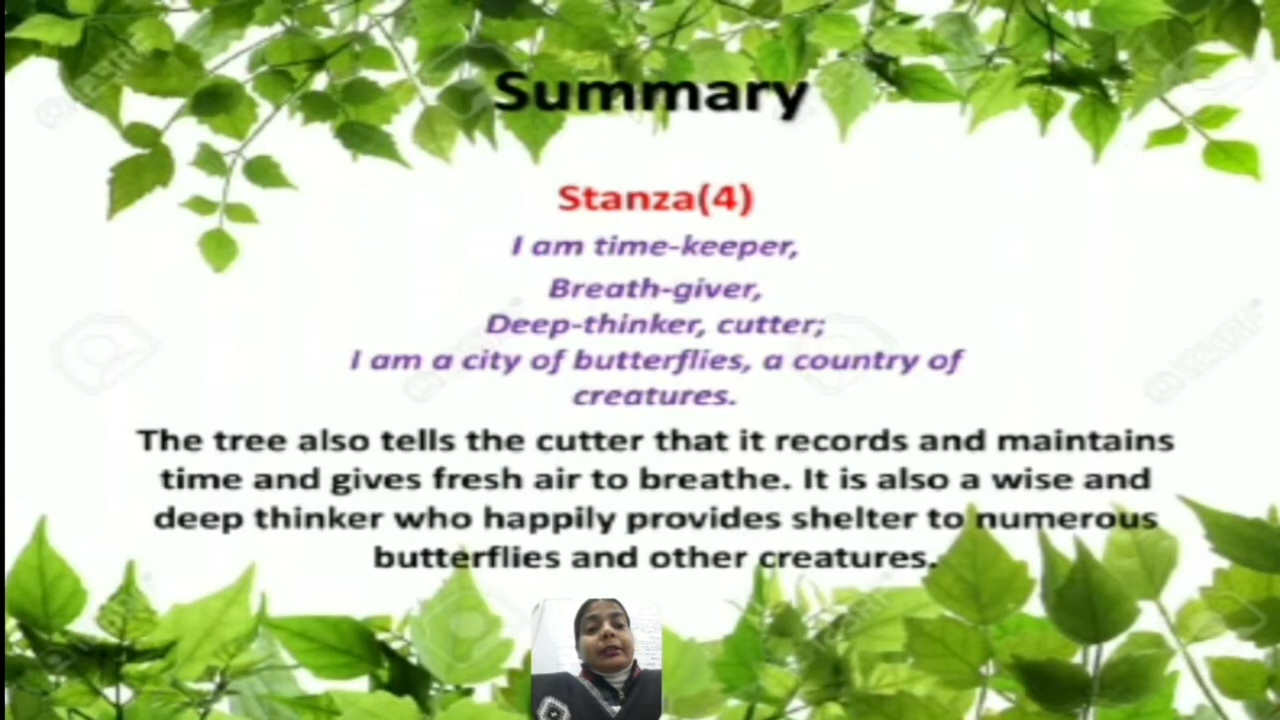 Summary
Stanza(4)
I am time-keeper,
Breath-giver,
Deep-thinker, cutter;
I am a city of butterflies, a country of
creatures.
The tree also tells the cutter that it records and maintains
time and gives fresh air to breathe. It is also a wise and
deep thinker who happily provides shelter to numerous
butterflies and other creatures.